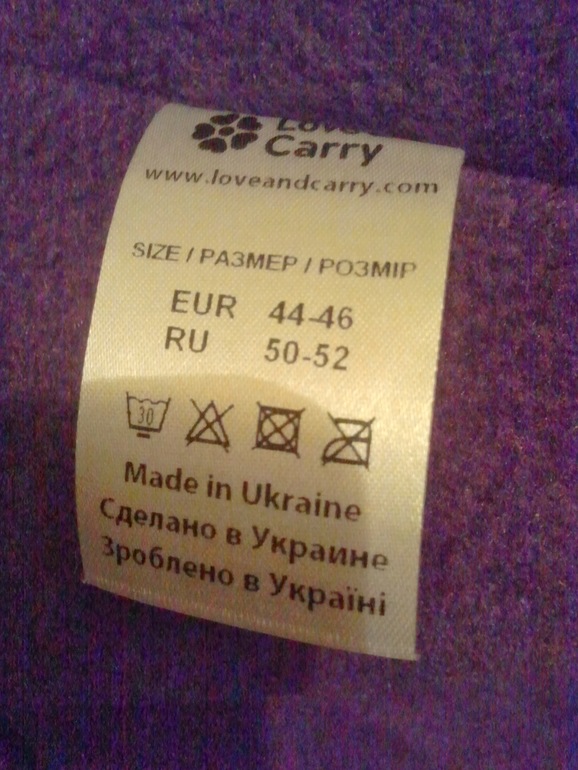 Love
Carry
www.loveandcarry.com
SIZE / РАЗМЕР / РОЗМІР
EUR 44-46
RU 50-52
30
Made in Ukraine
Сделано в Украине
Зроблено в Україні